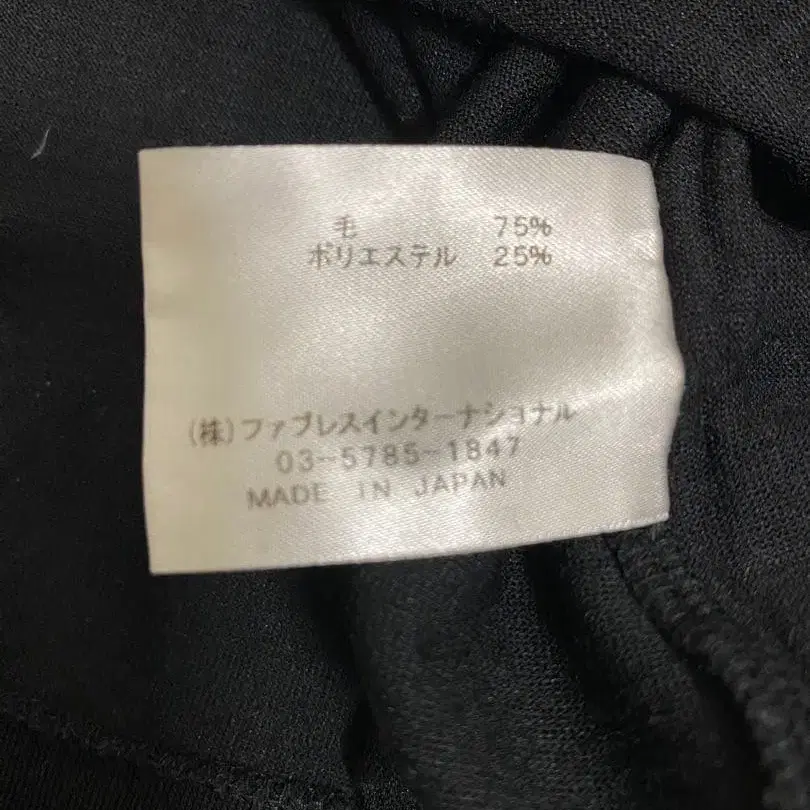 毛 75%
ポリエステル 25%
(株)ファブレスインターナショナル
03-5785-1847
MADE IN JAPAN